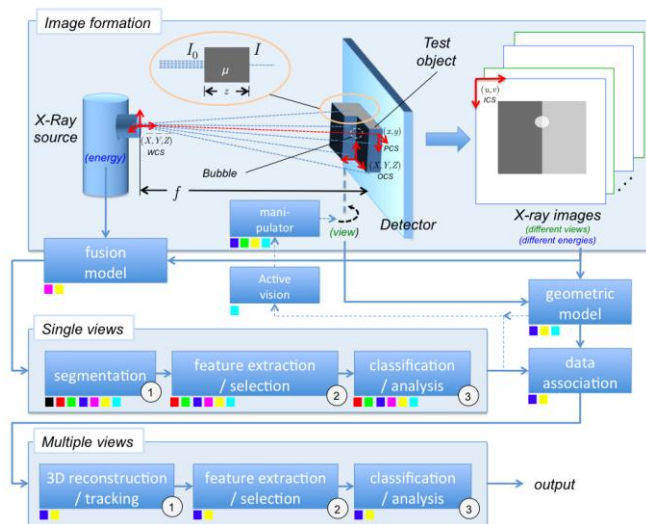 Image formation
I₀
I
μ
z
Test
object
X-Ray
source
(energy)
(X, Y, Z)
WCS
(x,y)
PCS
(X, Y, Z)
OCS
(u,v)
ICS
Bubble
f
Detector
X-ray images
(different views)
(different energies)
mani-
pulator
(view)
fusion
model
Active
vision
geometric
model
Single views
segmentation
1
feature extraction
/ selection
2
classification
/ analysis
3
data
association
Multiple views
3D reconstruction
/ tracking
1
feature extraction
/ selection
2
classification
/ analysis
3
output